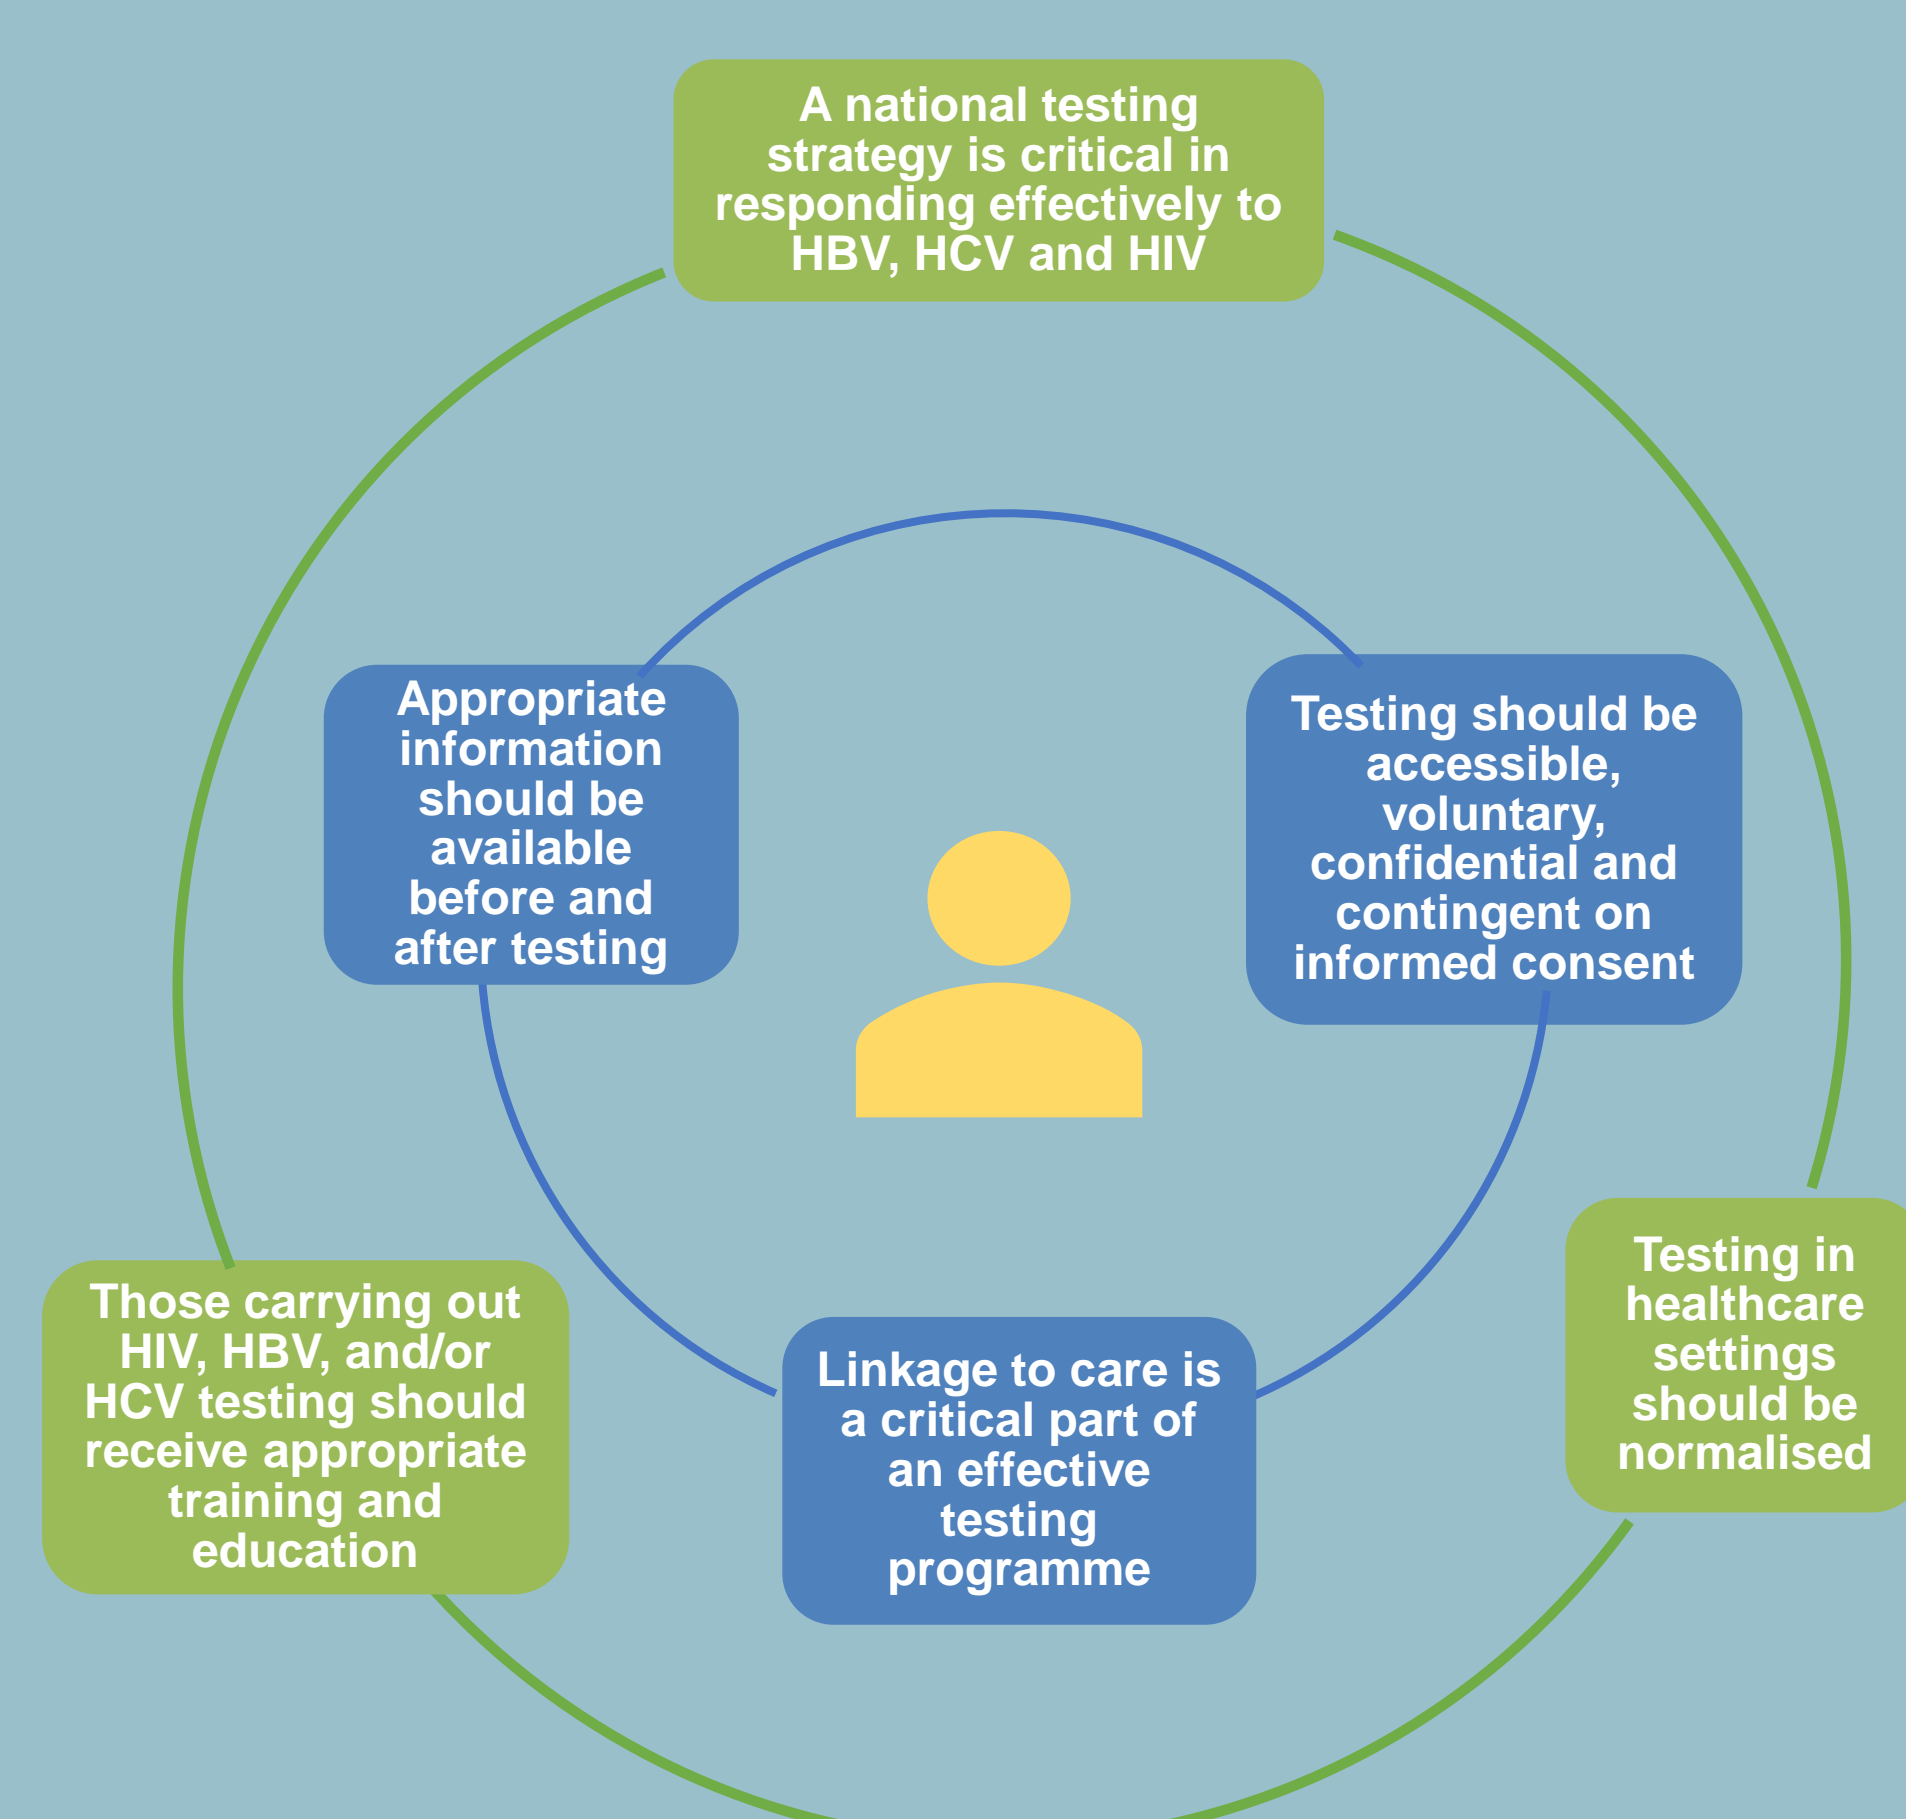 A national testing
strategy is critical in
responding effectively to
HBV, HCV and HIV
Appropriate
information
should be
available
before and
after testing
Testing should be
accessible,
voluntary,
confidential and
contingent on
informed consent
Those carrying out
HIV, HBV, and/or
HCV testing should
receive appropriate
training and
education
Linkage to care is
a critical part of
an effective
testing
programme
Testing in
healthcare
settings
should be
normalised